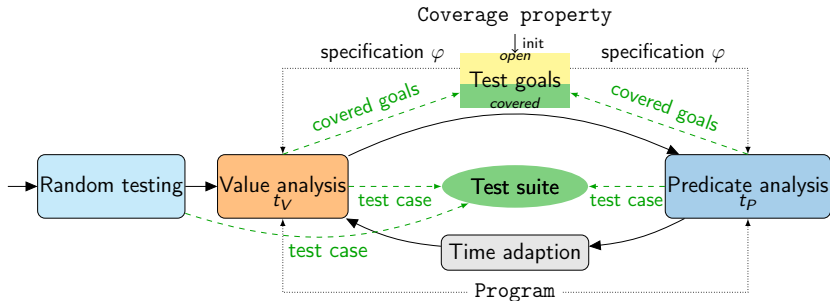 Coverage property
init
specification φ
specification φ
open
Test goals
covered
covered goals
covered goals
Random testing
Value analysis
t_V
Test suite
Predicate analysis
t_P
test case
test case
test case
Time adaption
Program